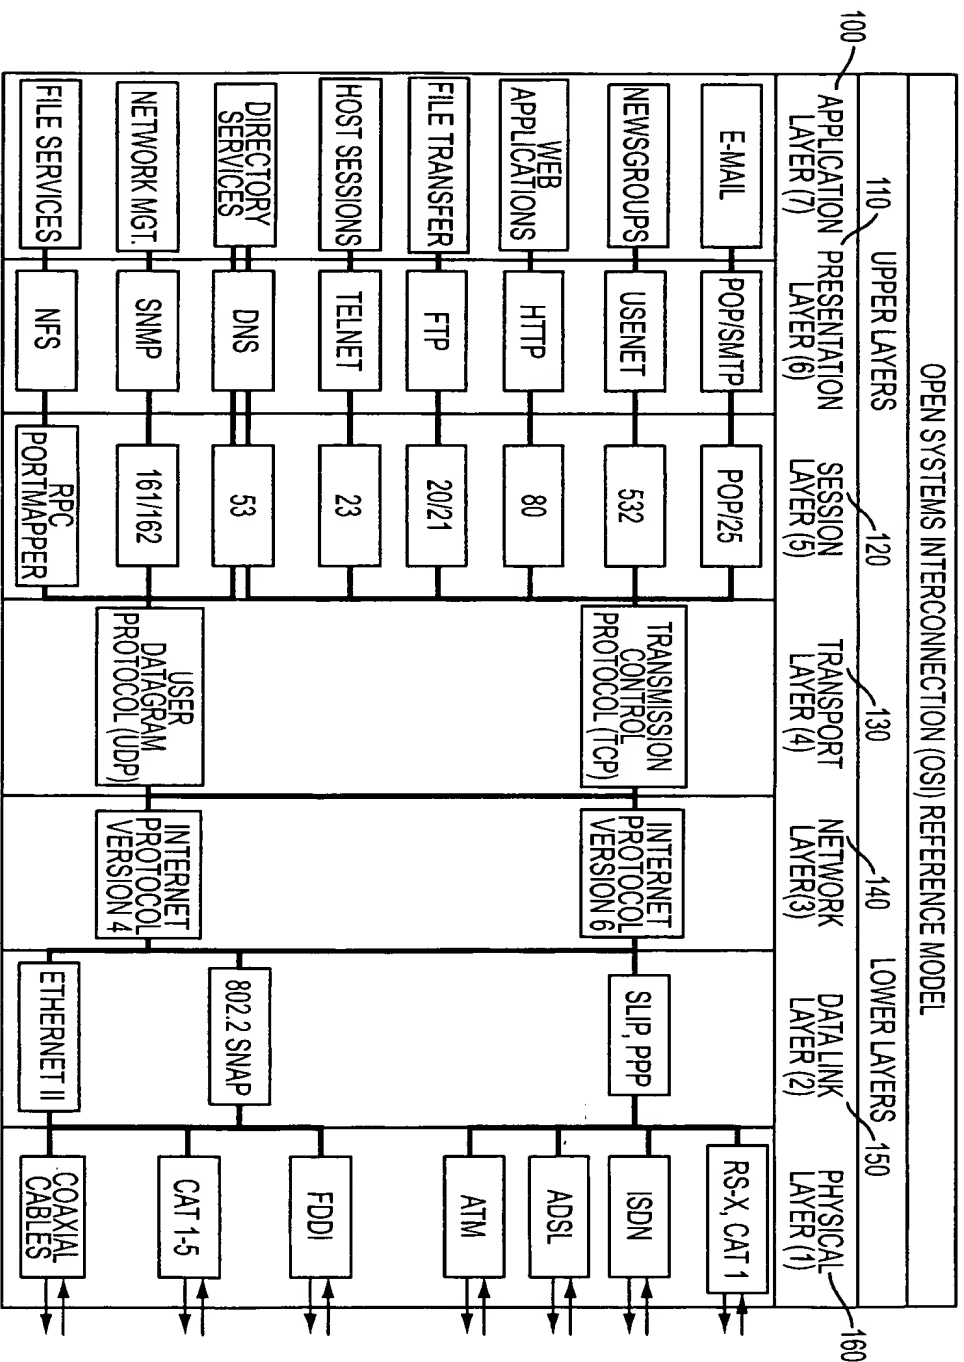 OPEN SYSTEMS INTERCONNECTION (OSI) REFERENCE MODEL
UPPER LAYERS
LOWER LAYERS
100
110
120
130
140
150
160
APPLICATION
LAYER (7)
PRESENTATION
LAYER (6)
SESSION
LAYER (5)
TRANSPORT
LAYER (4)
NETWORK
LAYER(3)
DATA LINK
LAYER (2)
PHYSICAL
LAYER (1)
E-MAIL
POP/SMTP
POP/25
NEWSGROUPS
USENET
532
WEB
APPLICATIONS
HTTP
80
FILE TRANSFER
FTP
20/21
HOST SESSIONS
TELNET
23
DIRECTORY
SERVICES
DNS
53
NETWORK MGT.
SNMP
161/162
FILE SERVICES
NFS
RPC
PORTMAPPER
TRANSMISSION
CONTROL
PROTOCOL (TCP)
USER
DATAGRAM
PROTOCOL (UDP)
INTERNET
PROTOCOL
VERSION 6
INTERNET
PROTOCOL
VERSION 4
SLIP, PPP
802.2 SNAP
ETHERNET II
RS-X, CAT 1
ISDN
ADSL
ATM
FDDI
CAT 1-5
COAXIAL
CABLES